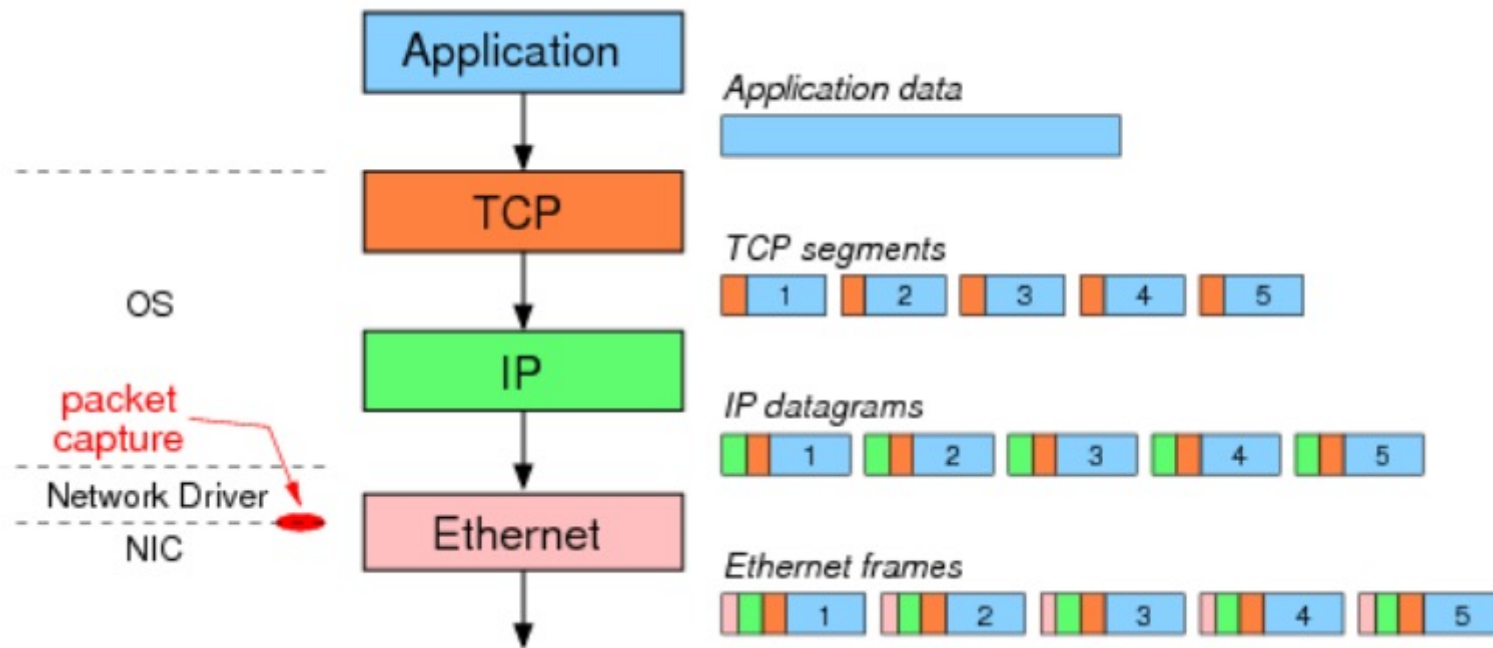 Application
Application data
TCP
TCP segments
1 2 3 4 5
OS
IP
packet
capture
IP datagrams
1 2 3 4 5
Network Driver
NIC
Ethernet
Ethernet frames
1 2 3 4 5